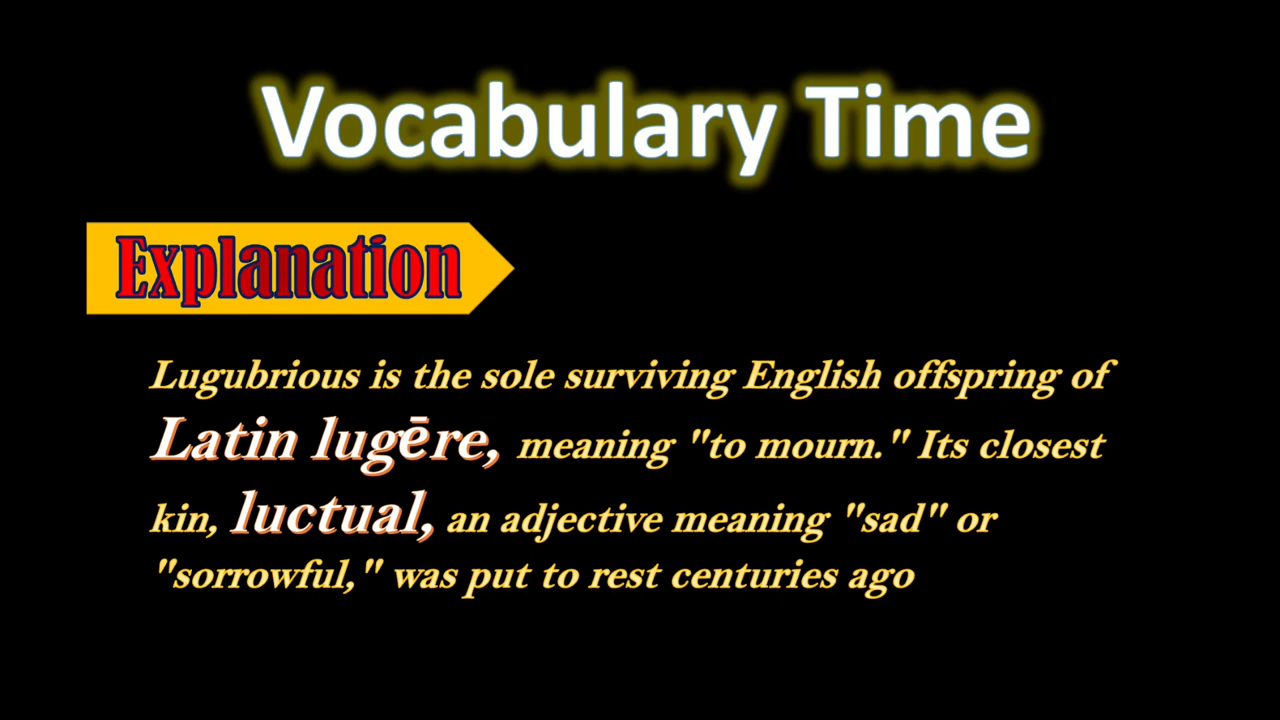 Vocabulary Time
Explanation
Lugubrious is the sole surviving English offspring of
Latin lugēre, meaning "to mourn." Its closest
kin, luctual, an adjective meaning "sad" or
"sorrowful," was put to rest centuries ago